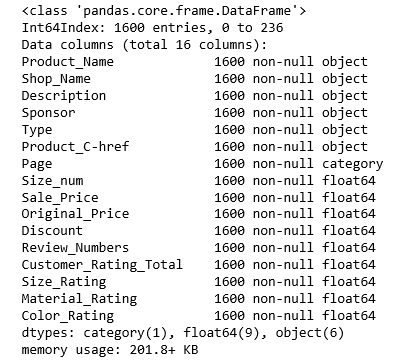 <class 'pandas.core.frame.DataFrame'>
Int64Index: 1600 entries, 0 to 236
Data columns (total 16 columns):
Product_Name 1600 non-null object
Shop_Name 1600 non-null object
Description 1600 non-null object
Sponsor 1600 non-null object
Type 1600 non-null object
Product_C-href 1600 non-null object
Page 1600 non-null category
Size_num 1600 non-null float64
Sale_Price 1600 non-null float64
Original_Price 1600 non-null float64
Discount 1600 non-null float64
Review_Numbers 1600 non-null float64
Customer_Rating_Total 1600 non-null float64
Size_Rating 1600 non-null float64
Material_Rating 1600 non-null float64
Color_Rating 1600 non-null float64
dtypes: category(1), float64(9), object(6)
memory usage: 201.8+ KB